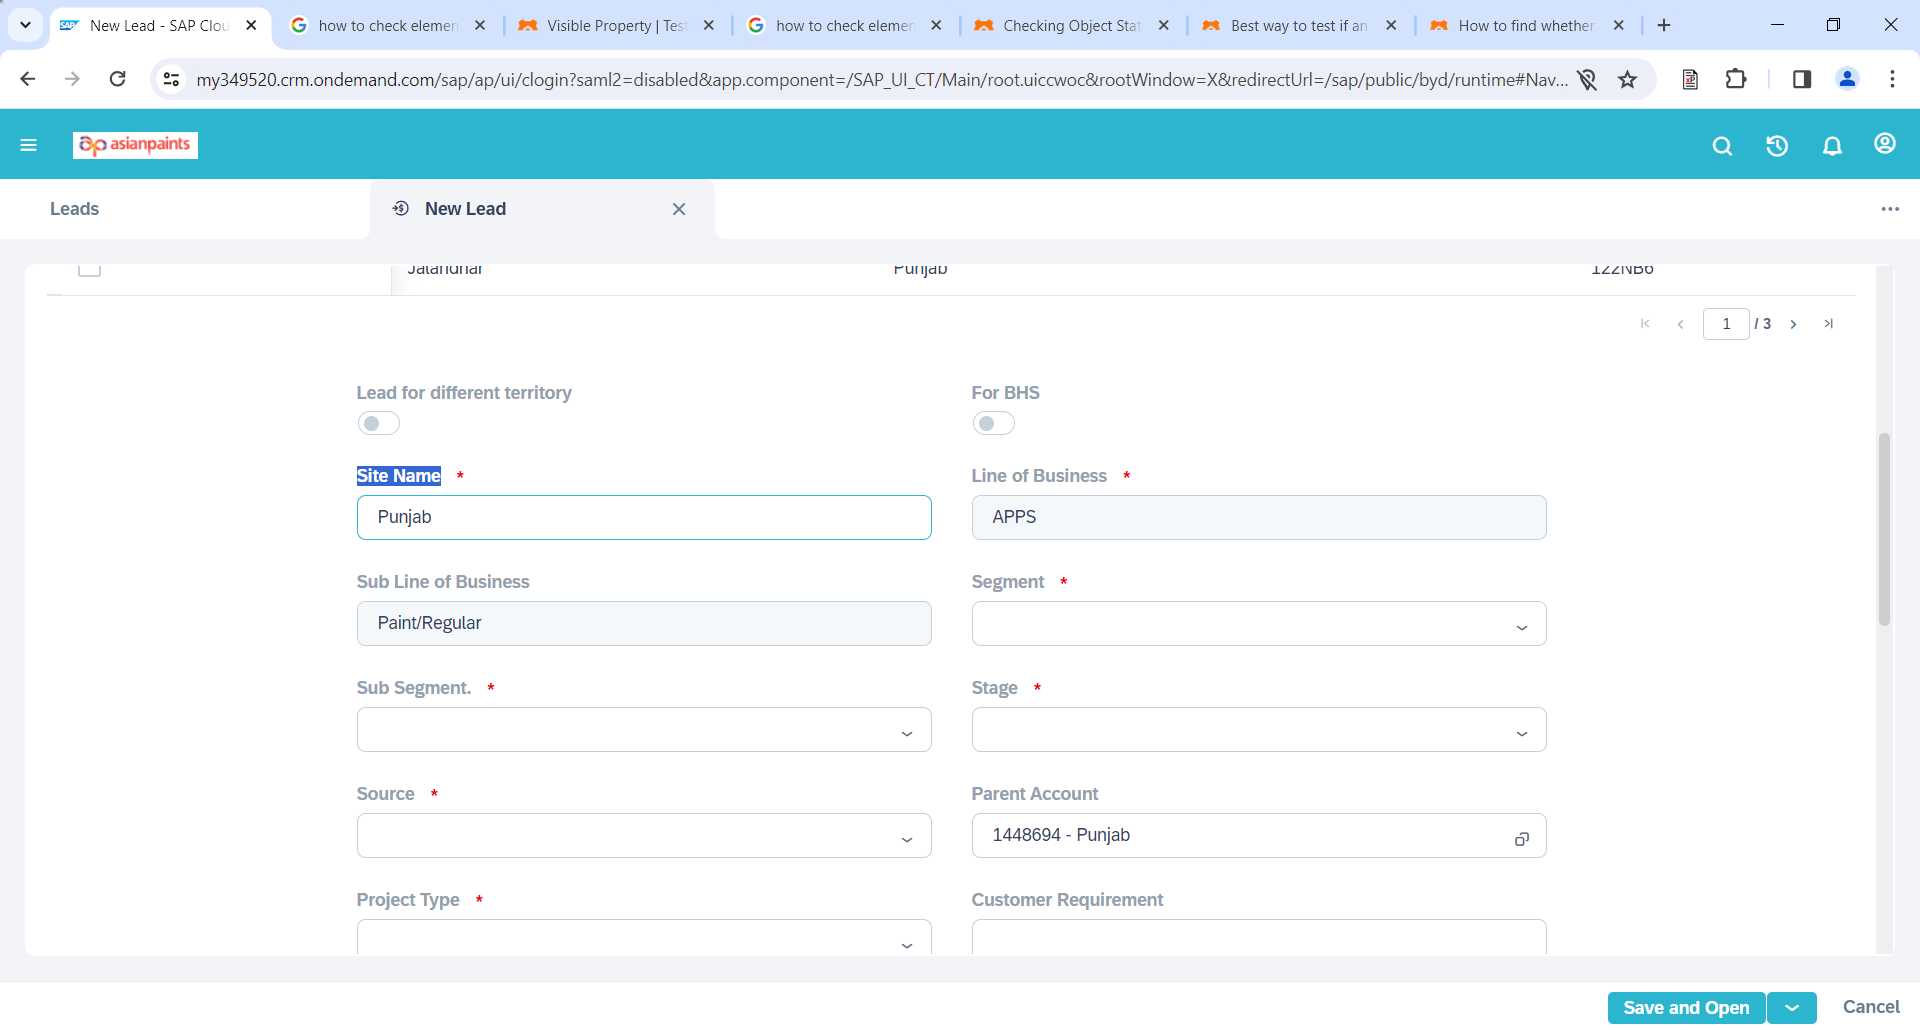 New Lead - SAP Clou
how to check elemen
Visible Property | Test
how to check elemen
Checking Object Stat
Best way to test if an
How to find whether
my349520.crm.ondemand.com/sap/ap/ui/clogin?saml2=disabled&app.component=/SAP_UI_CT/Main/root.uiccwoc&rootWindow=X&redirectUrl=/sap/public/byd/runtime#Nav...
ap asianpaints
Leads
New Lead
Jalandhar Punjab 122NB6
1 / 3
Lead for different territory
For BHS
Site Name *
Punjab
Line of Business *
APPS
Sub Line of Business
Paint/Regular
Segment *
Sub Segment. *
Stage *
Source *
Parent Account
1448694 - Punjab
Project Type *
Customer Requirement
Save and Open
Cancel